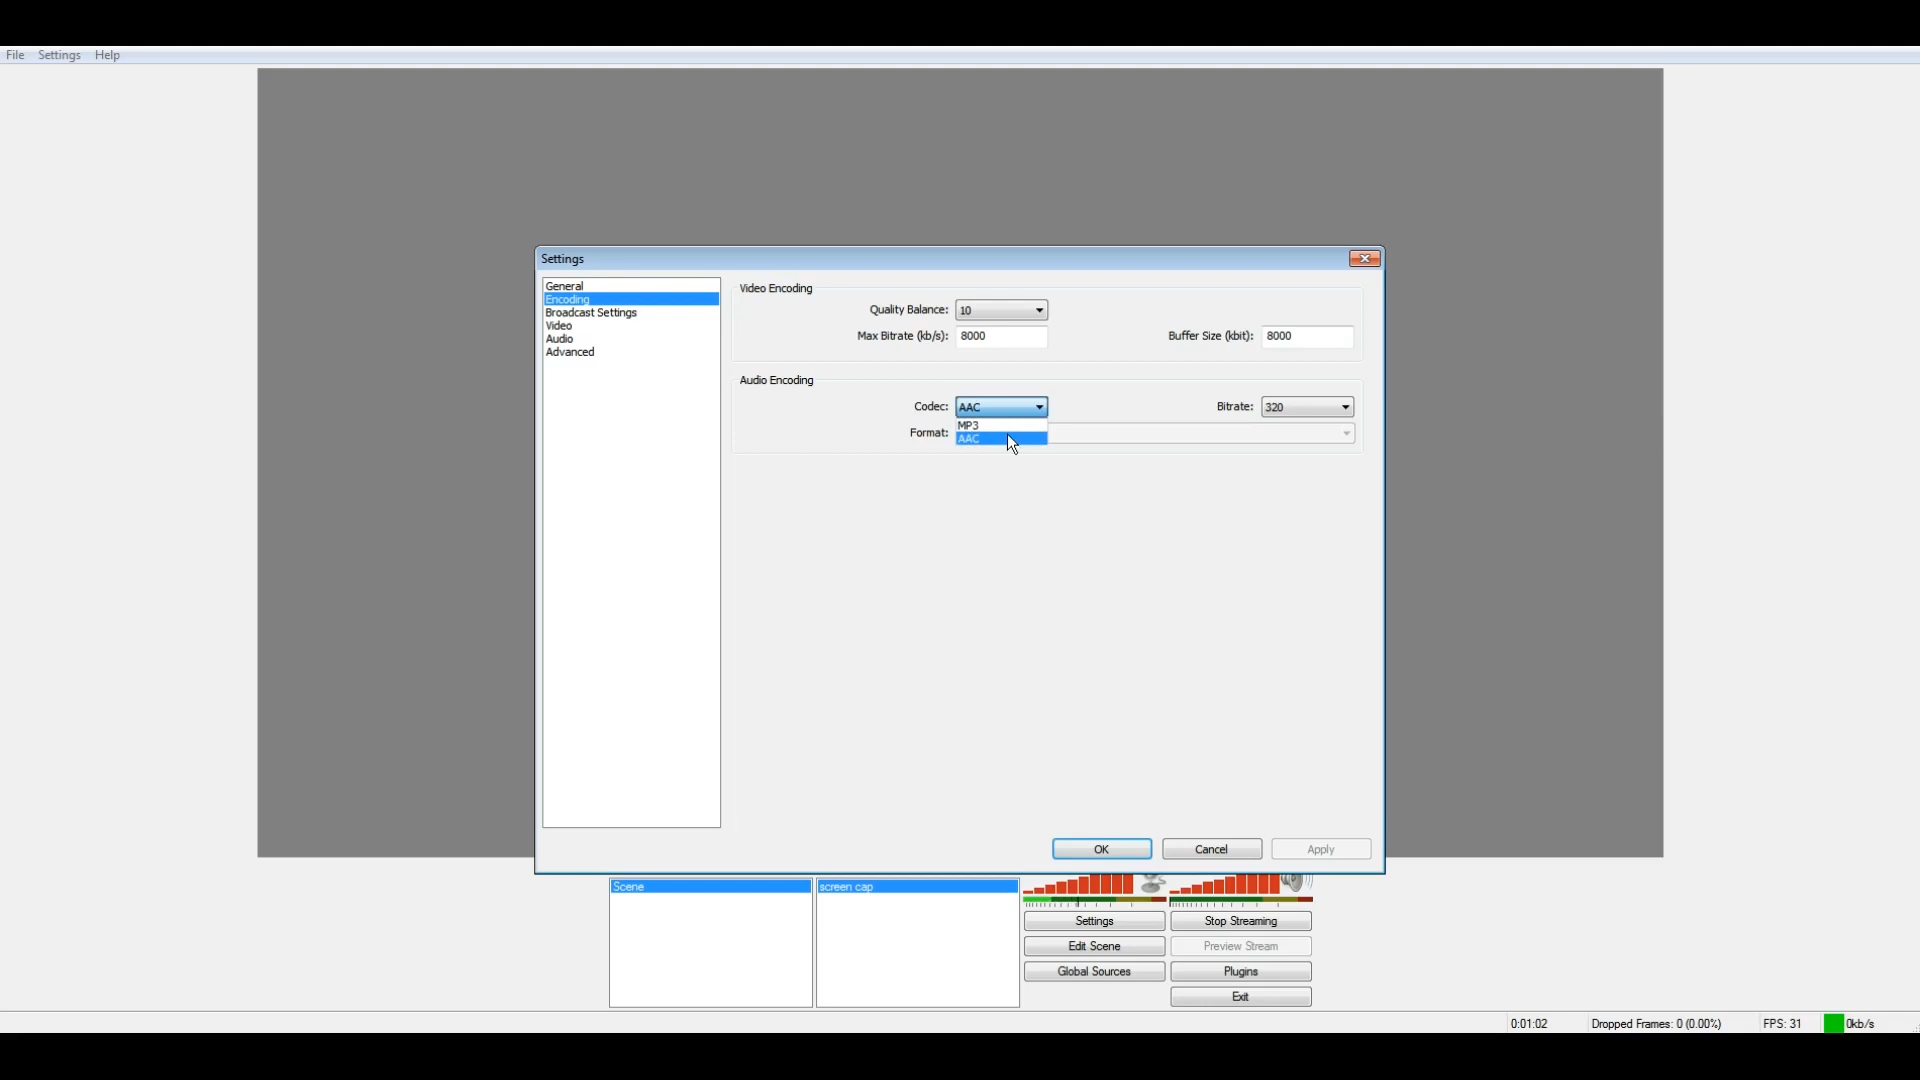 File Settings Help
Settings
General
Encoding
Broadcast Settings
Video
Audio
Advanced
Video Encoding
Quality Balance: 10
Max Bitrate (kb/s): 8000 Buffer Size (kbit): 8000
Audio Encoding
Codec: AAC Bitrate: 320
MP3
Format:
AAC
OK Cancel Apply
Scene screen cap
Settings Stop Streaming
Edit Scene Preview Stream
Global Sources Plugins
Exit
0:01:02 Dropped Frames: 0 (0.00%) FPS: 31 0kb/s